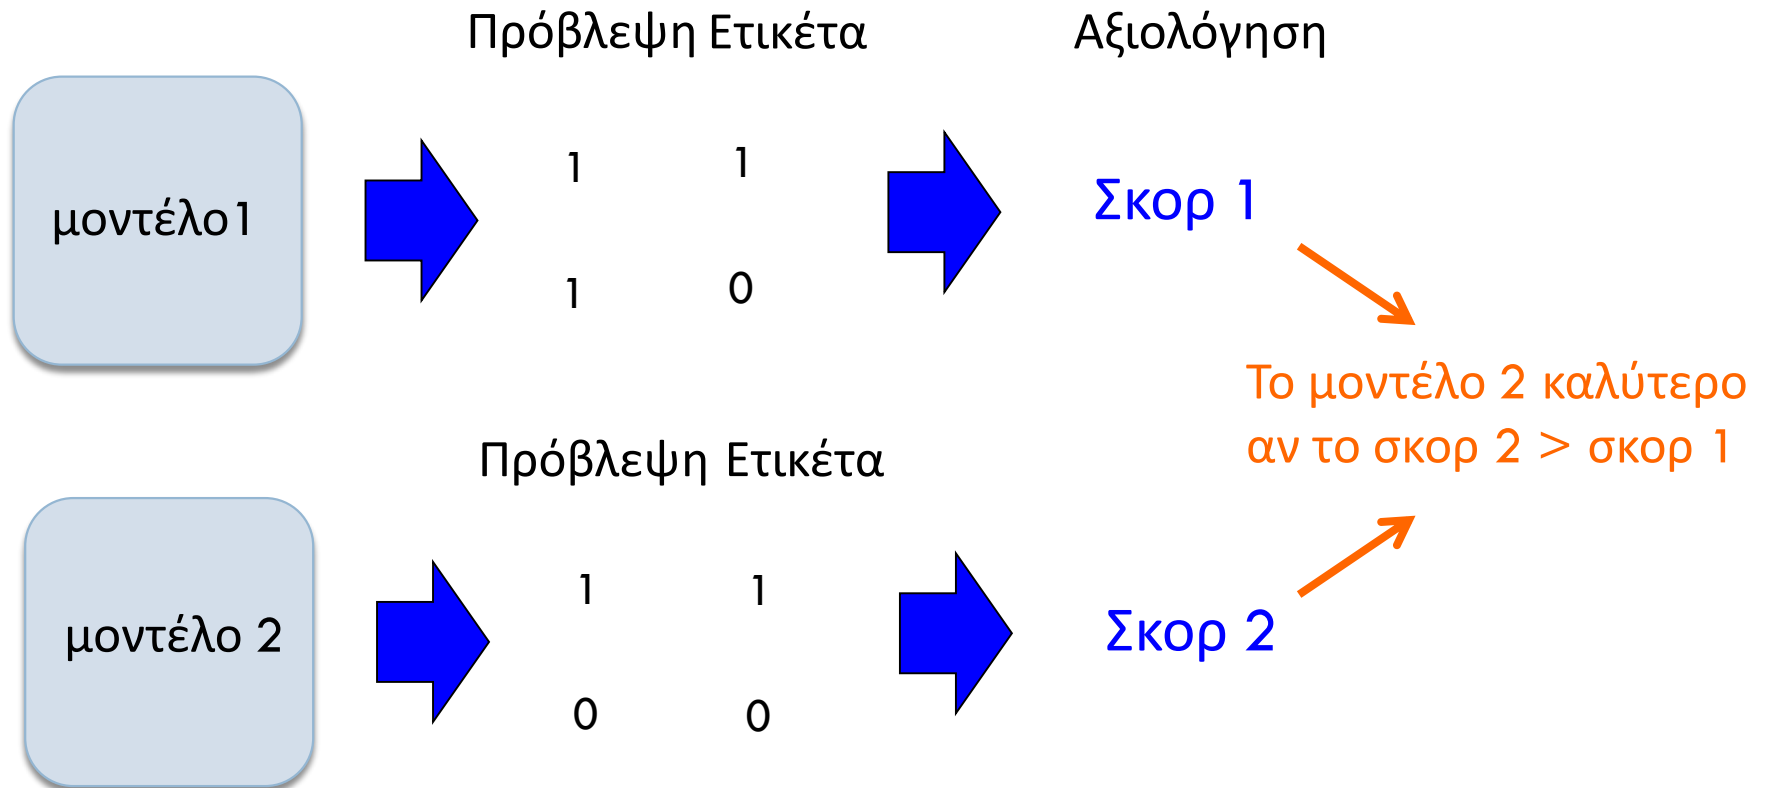 Πρόβλεψη Ετικέτα Αξιολόγηση
μοντέλο1
1 1
1 0
Σκορ 1
Το μοντέλο 2 καλύτερο
αν το σκορ 2 > σκορ 1
Πρόβλεψη Ετικέτα
μοντέλο 2
1 1
0 0
Σκορ 2